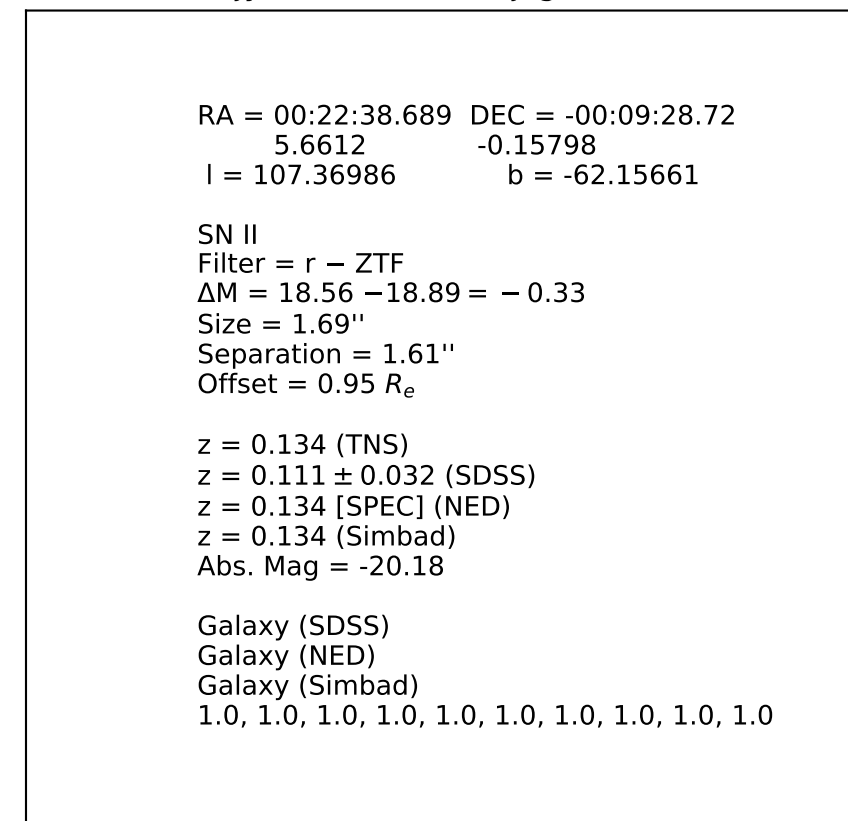 RA = 00:22:38.689 DEC = -00:09:28.72
5.6612 -0.15798
l = 107.36986 b = -62.15661
SN II
Filter = r − ZTF
ΔM = 18.56 −18.89 = − 0.33
Size = 1.69''
Separation = 1.61''
Offset = 0.95 Rₑ
z = 0.134 (TNS)
z = 0.111 ± 0.032 (SDSS)
z = 0.134 [SPEC] (NED)
z = 0.134 (Simbad)
Abs. Mag = -20.18
Galaxy (SDSS)
Galaxy (NED)
Galaxy (Simbad)
1.0, 1.0, 1.0, 1.0, 1.0, 1.0, 1.0, 1.0, 1.0, 1.0